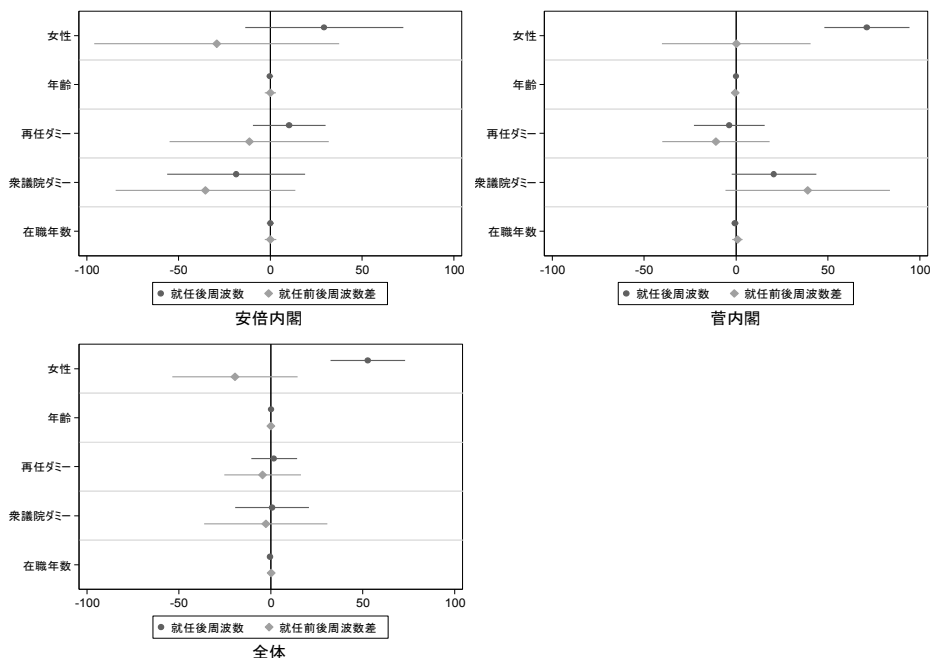 女性
年齢
再任ダミー
衆議院ダミー
在職年数
-100 -50 0 50 100
就任後周波数 就任前後周波数差
安倍内閣
女性
年齢
再任ダミー
衆議院ダミー
在職年数
-100 -50 0 50 100
就任後周波数 就任前後周波数差
菅内閣
女性
年齢
再任ダミー
衆議院ダミー
在職年数
-100 -50 0 50 100
就任後周波数 就任前後周波数差
全体